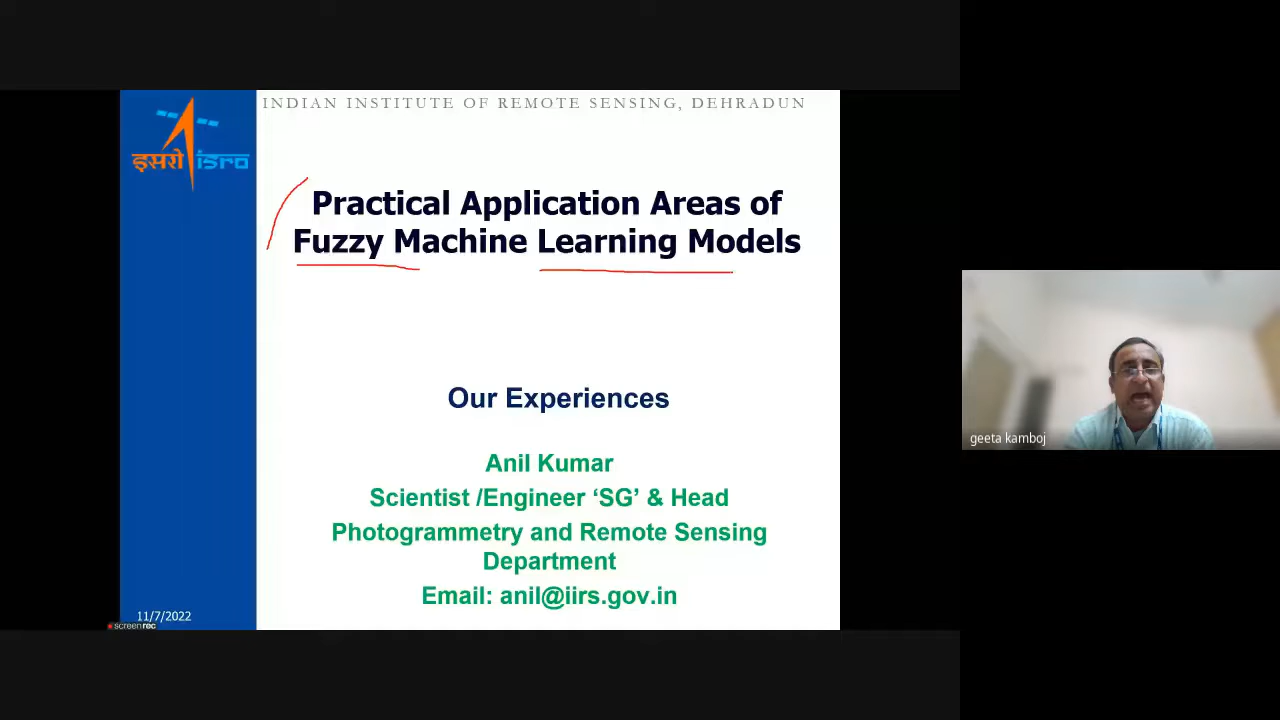 INDIAN INSTITUTE OF REMOTE SENSING, DEHRADUN
इसरो isro
Practical Application Areas of
Fuzzy Machine Learning Models
Our Experiences
Anil Kumar
Scientist /Engineer ‘SG’ & Head
Photogrammetry and Remote Sensing
Department
Email: anil@iirs.gov.in
11/7/2022
screenrec
geeta kamboj